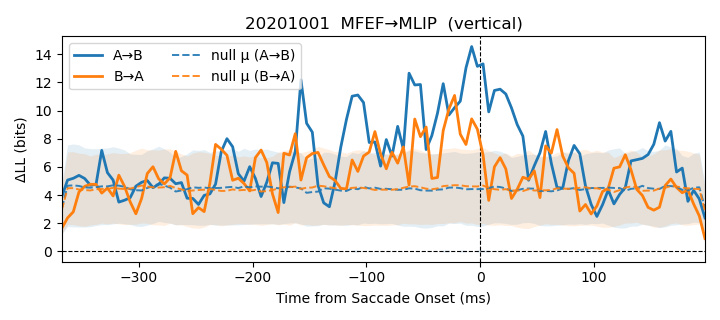 20201001  MFEF→MLIP  (vertical)
ΔLL (bits)
14
12
10
8
6
4
2
0
A→B
B→A
null μ (A→B)
null μ (B→A)
−300
−200
−100
0
100
Time from Saccade Onset (ms)